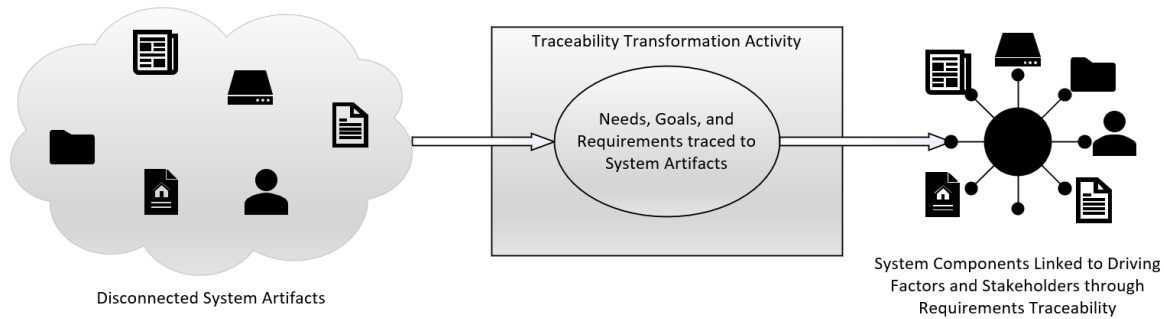 Traceability Transformation Activity
Needs, Goals, and
Requirements traced to
System Artifacts
Disconnected System Artifacts
System Components Linked to Driving
Factors and Stakeholders through
Requirements Traceability